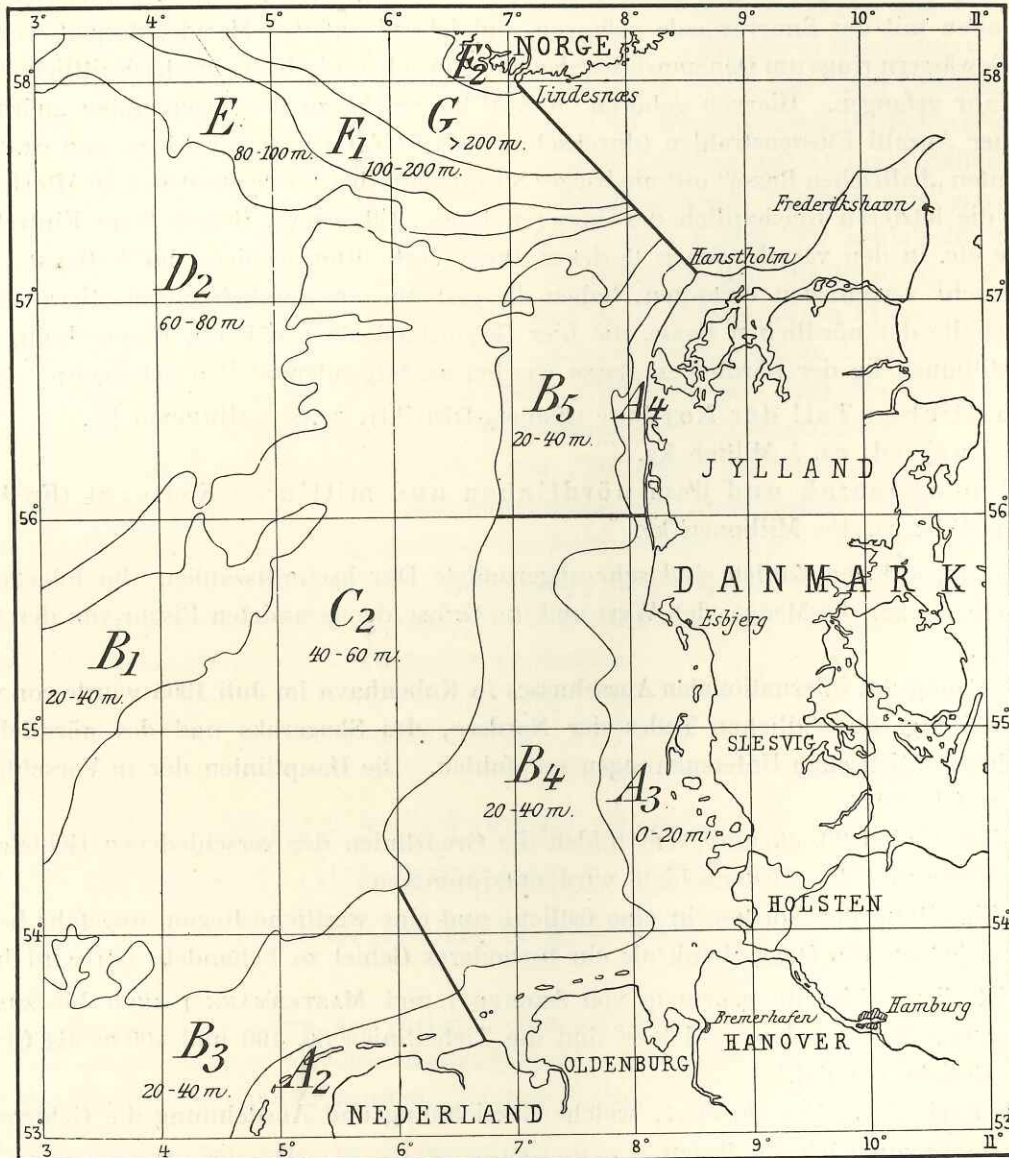 3° 4° 5° 6° 7° 8° 9° 10° 11°
NORGE
F2
58° 58°
Lindesnæs
E
80-100 m.
F1
100-200 m.
G
>200 m.
Frederikshavn
Hanstholm
D2
60-80 m.
57° 57°
B5
20-40 m.
A4
JYLLAND
56° 56°
DANMARK
C2
40-60 m.
Esbjerg
B1
20-40 m.
55° 55°
SLESVIG
B4
20-40 m.
A3
0-20 m
HOLSTEN
54° 54°
Hamburg
Bremerhafen
HANOVER
B3
20-40 m.
A2
OLDENBURG
NEDERLAND
53° 53°
3° 4° 5° 6° 7° 8° 9° 10° 11°